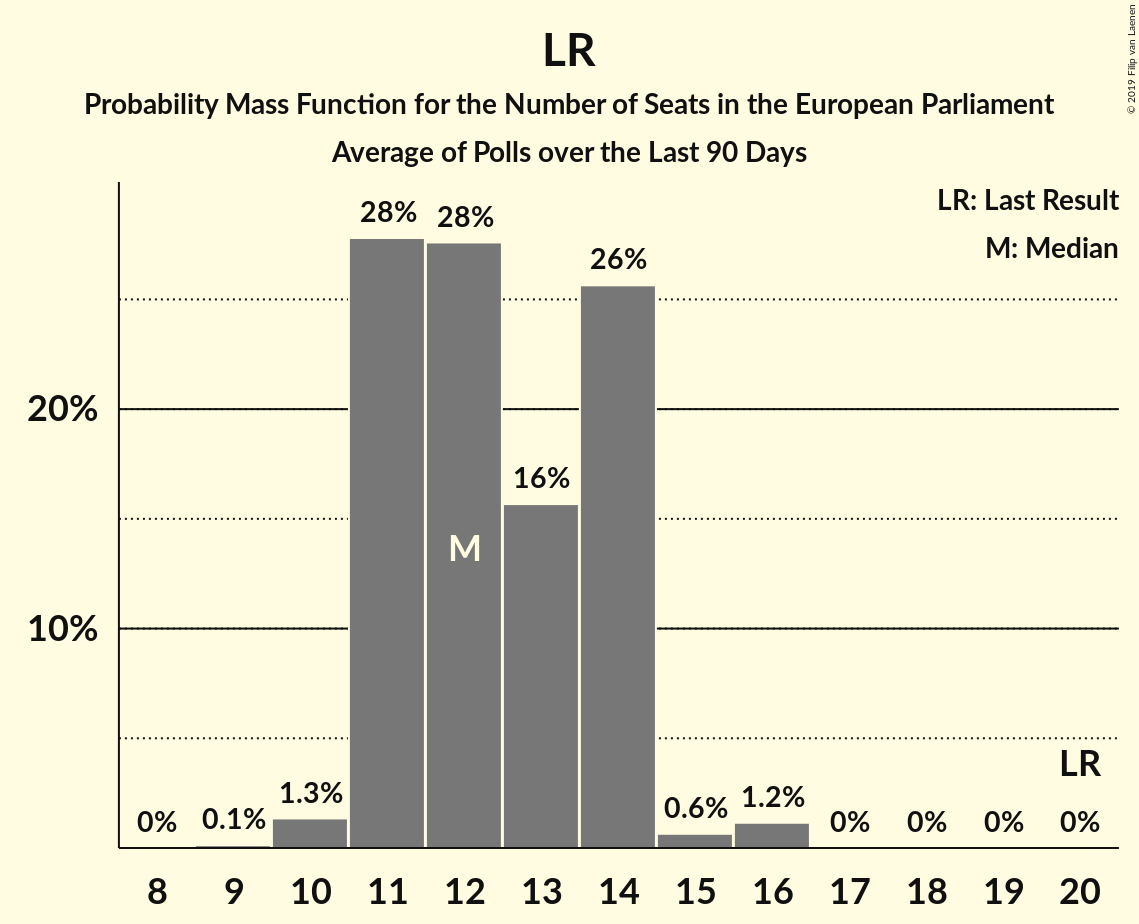 LR
Probability Mass Function for the Number of Seats in the European Parliament
Average of Polls over the Last 90 Days
© 2019 Filip van Laenen
LR: Last Result
M: Median
28%
28%
26%
20%
16%
M
10%
LR
0%
0.1%
1.3%
0.6%
1.2%
0%
0%
0%
0%
8 9 10 11 12 13 14 15 16 17 18 19 20